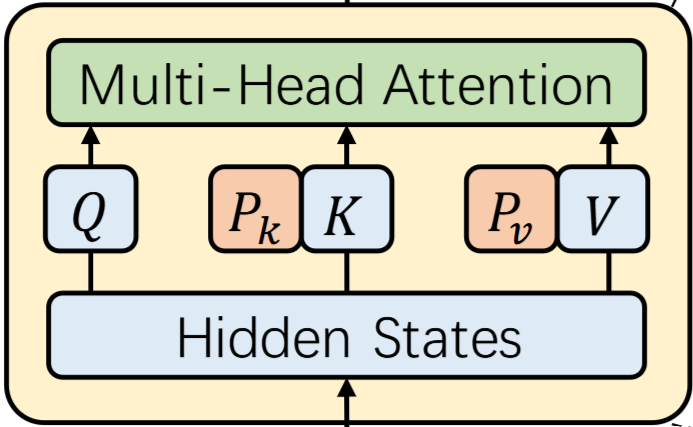 Multi-Head Attention
Q P_k K P_v V
Hidden States